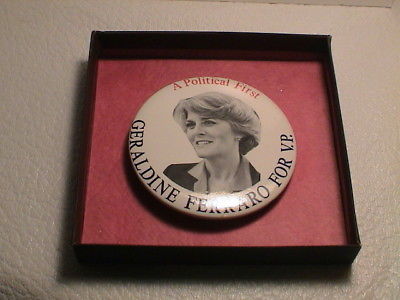 A Political First
GERALDINE FERRARO FOR V.P.